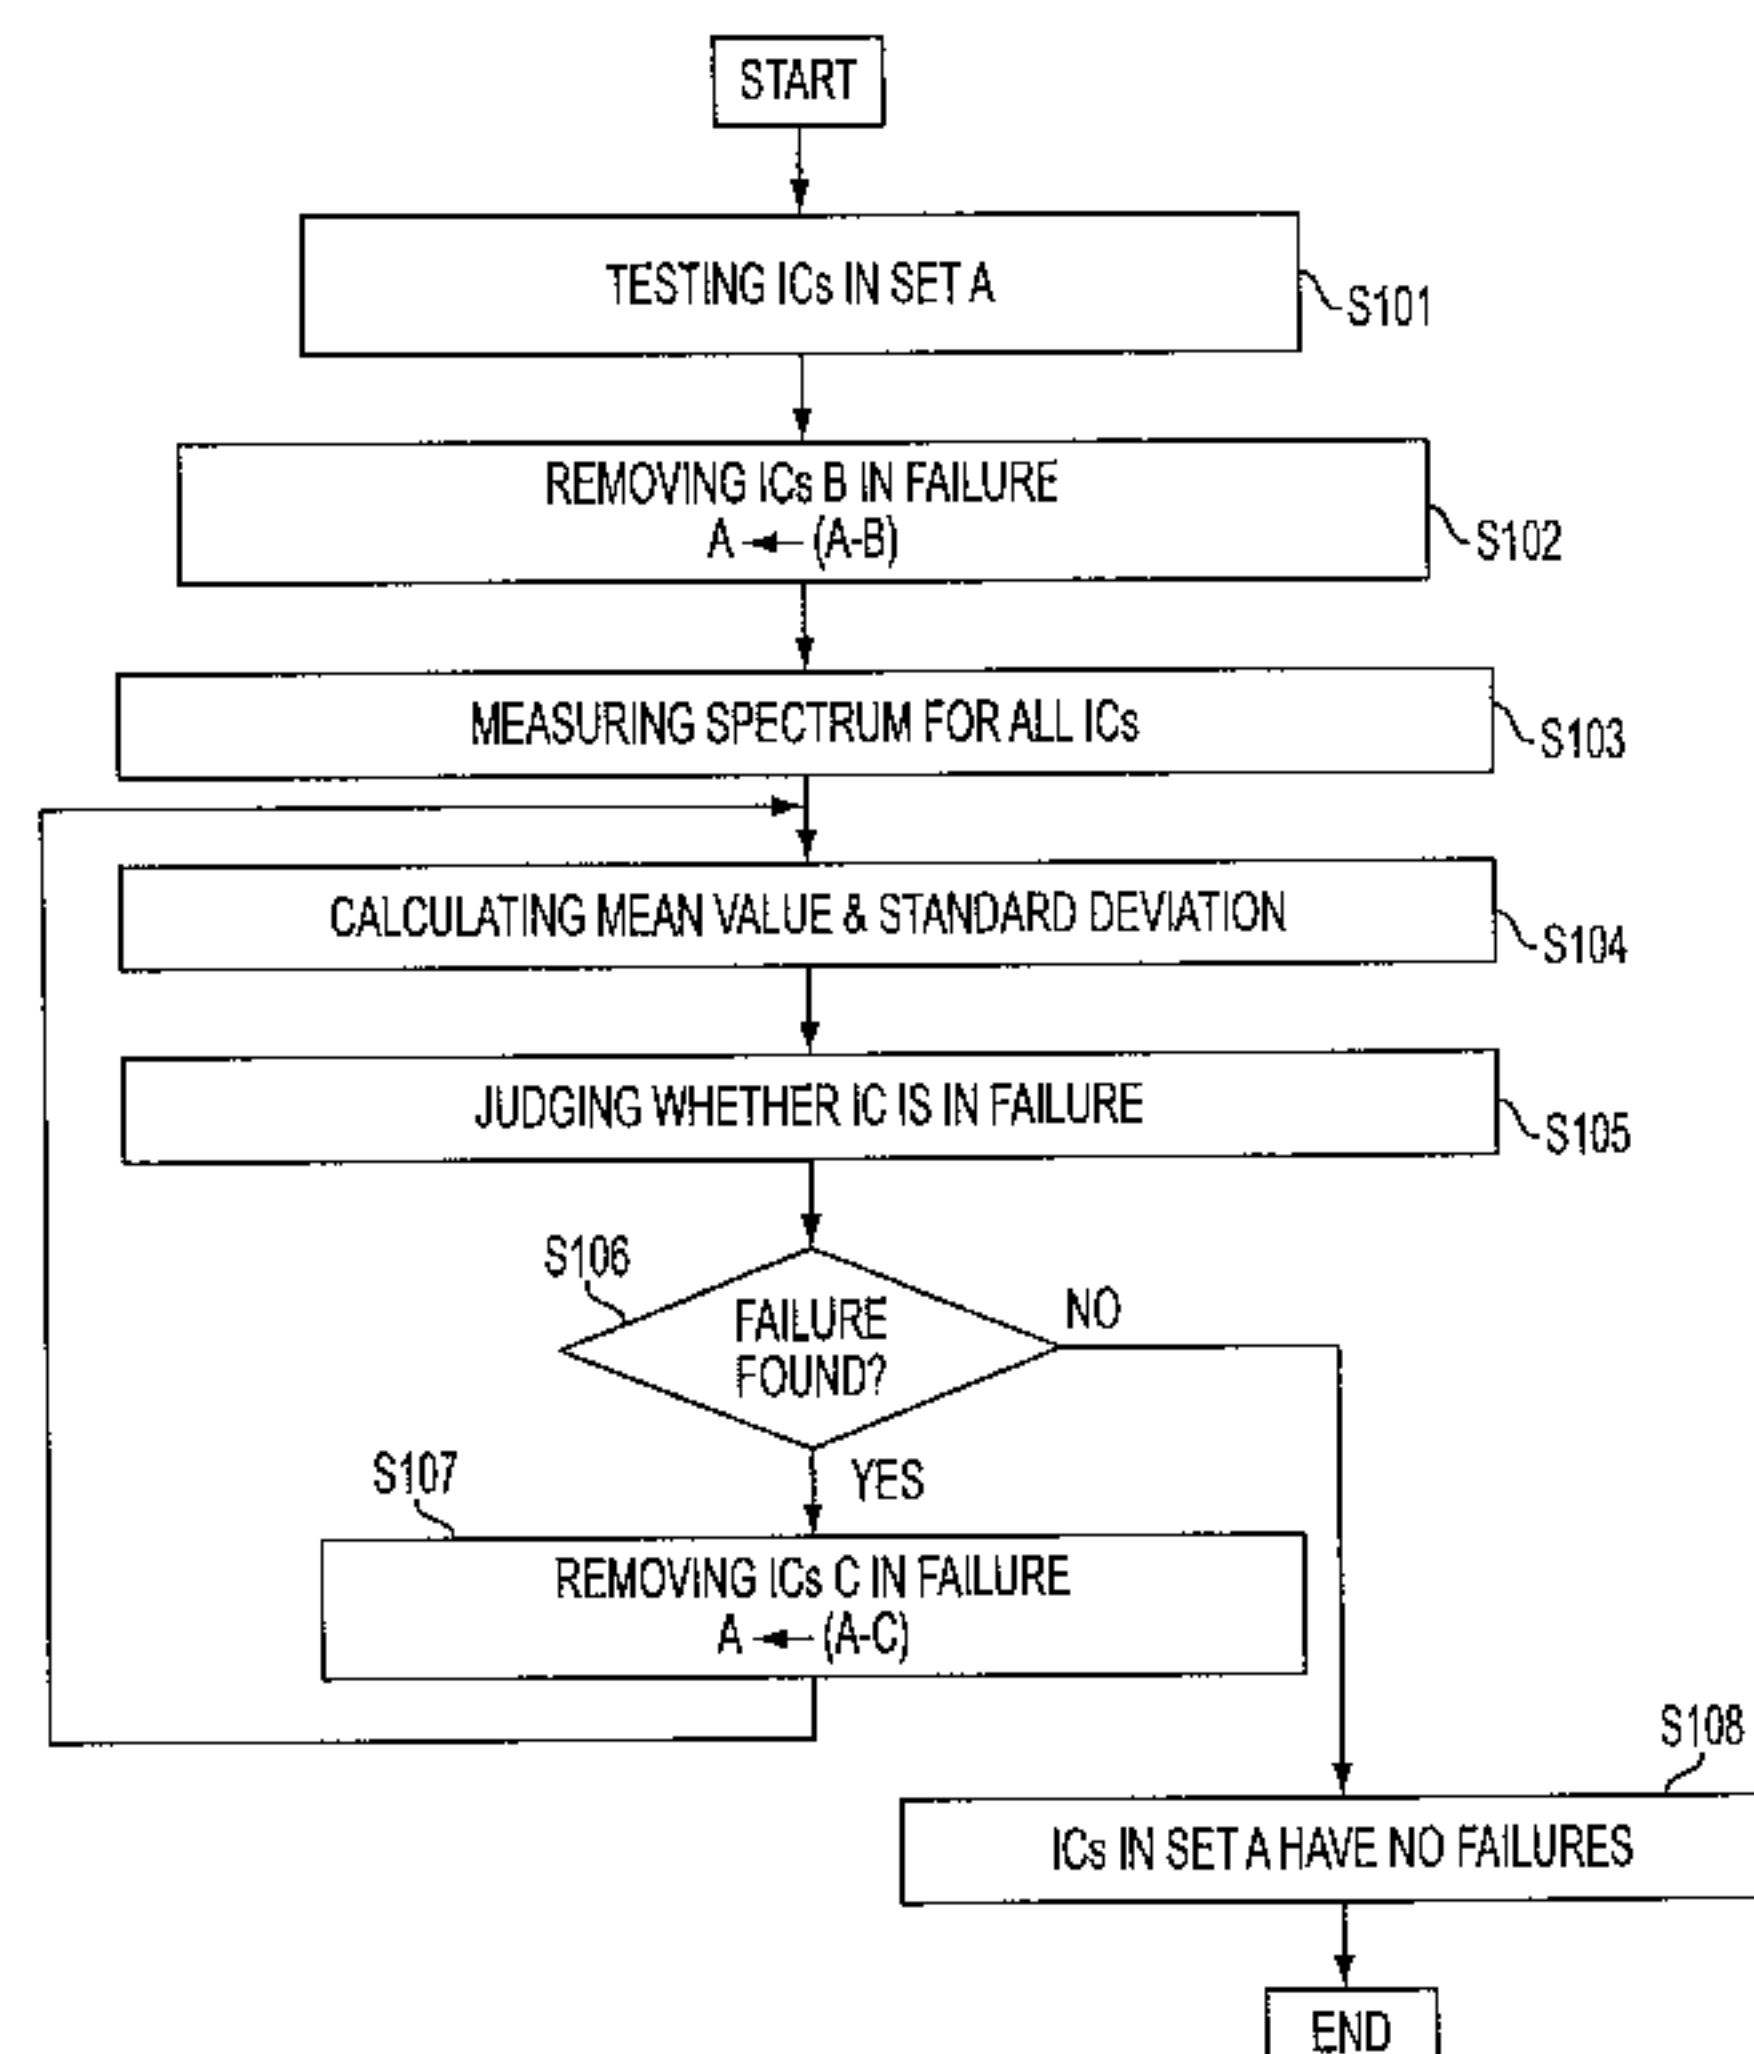 START
TESTING ICs IN SET A
S101
REMOVING ICs B IN FAILURE
A ← (A-B)
S102
MEASURING SPECTRUM FOR ALL ICs
S103
CALCULATING MEAN VALUE & STANDARD DEVIATION
S104
JUDGING WHETHER IC IS IN FAILURE
S105
S106
FAILURE
FOUND?
NO
YES
S107
REMOVING ICs C IN FAILURE
A ← (A-C)
S108
ICs IN SET A HAVE NO FAILURES
END